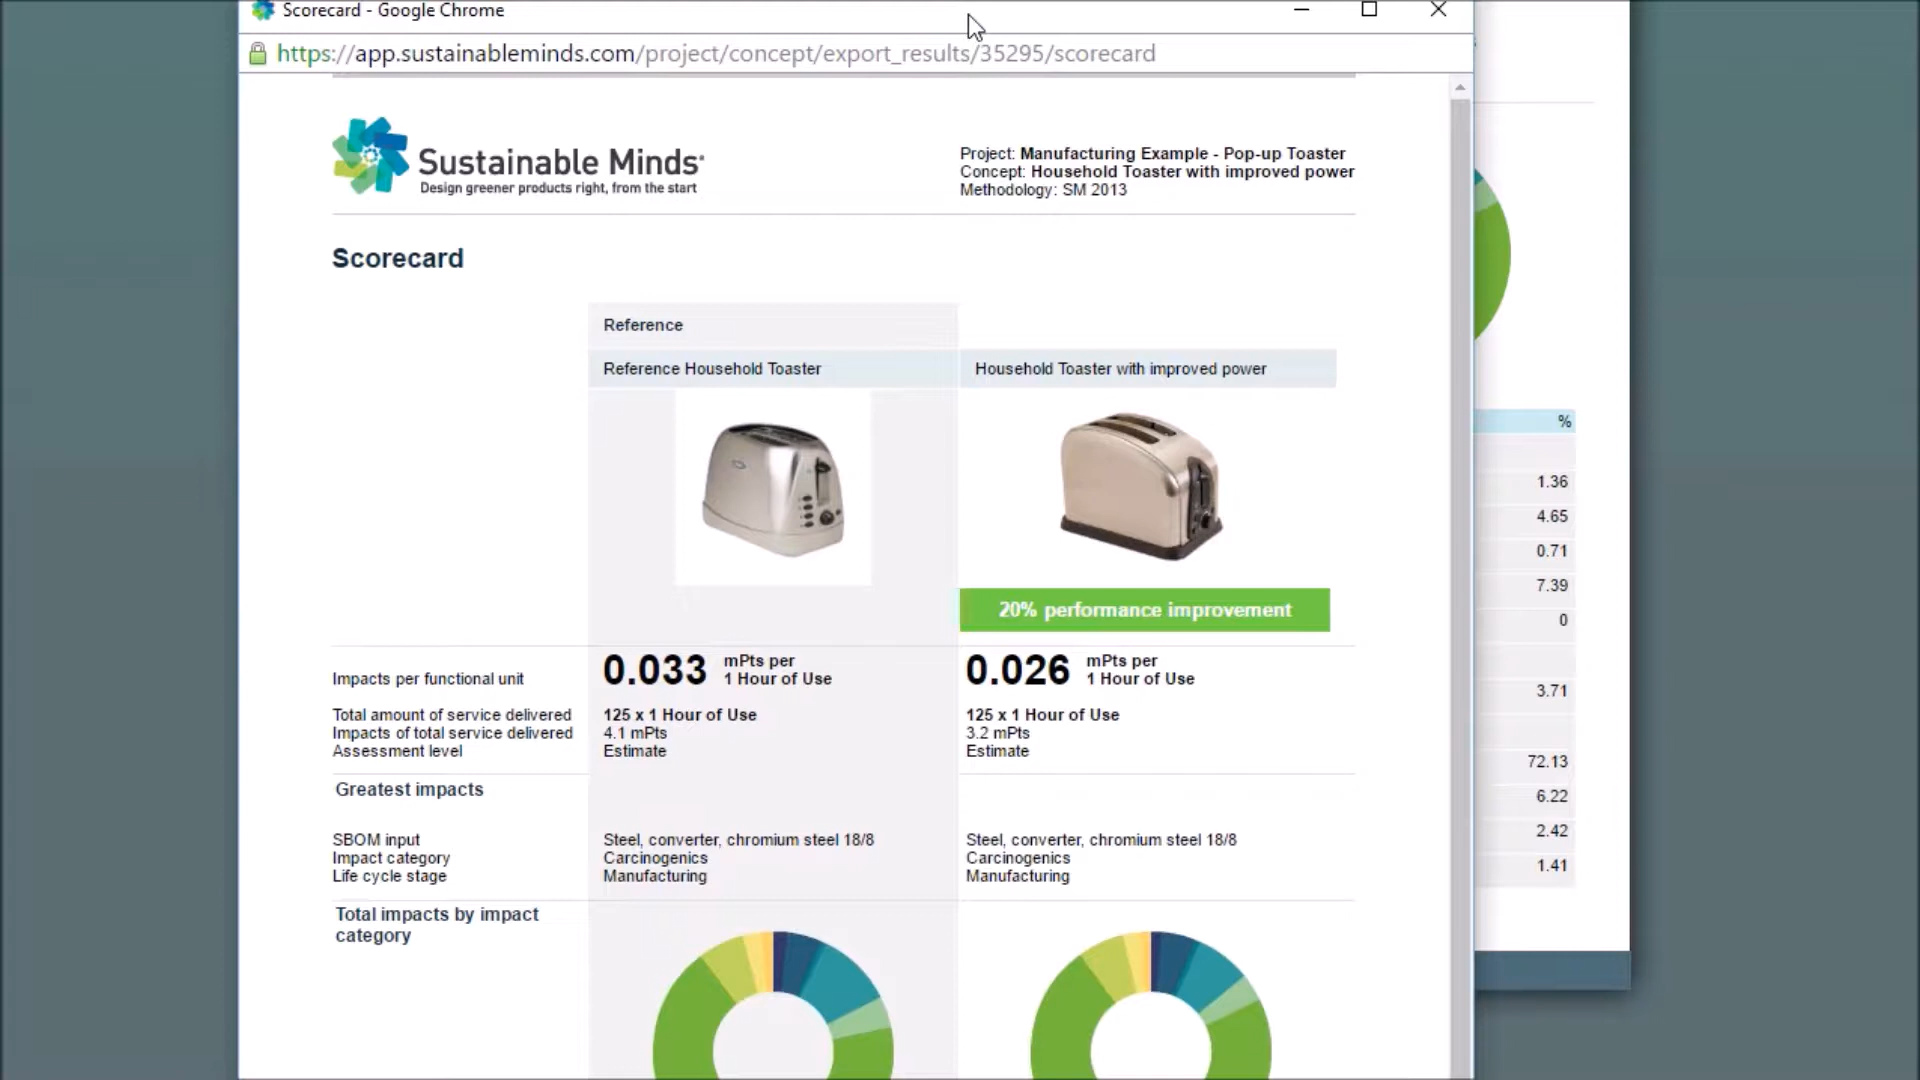 Scorecard - Google Chrome
https://app.sustainableminds.com/project/concept/export_results/35295/scorecard
Sustainable Minds®
Design greener products right, from the start
Project: Manufacturing Example - Pop-up Toaster
Concept: Household Toaster with improved power
Methodology: SM 2013
Scorecard
Reference
Reference Household Toaster
Household Toaster with improved power
20% performance improvement
Impacts per functional unit
0.033 mPts per
1 Hour of Use
0.026 mPts per
1 Hour of Use
Total amount of service delivered
125 x 1 Hour of Use
125 x 1 Hour of Use
Impacts of total service delivered
4.1 mPts
3.2 mPts
Assessment level
Estimate
Estimate
Greatest impacts
SBOM input
Steel, converter, chromium steel 18/8
Steel, converter, chromium steel 18/8
Impact category
Carcinogenics
Carcinogenics
Life cycle stage
Manufacturing
Manufacturing
Total impacts by impact
category
%
1.36
4.65
0.71
7.39
0
3.71
72.13
6.22
2.42
1.41